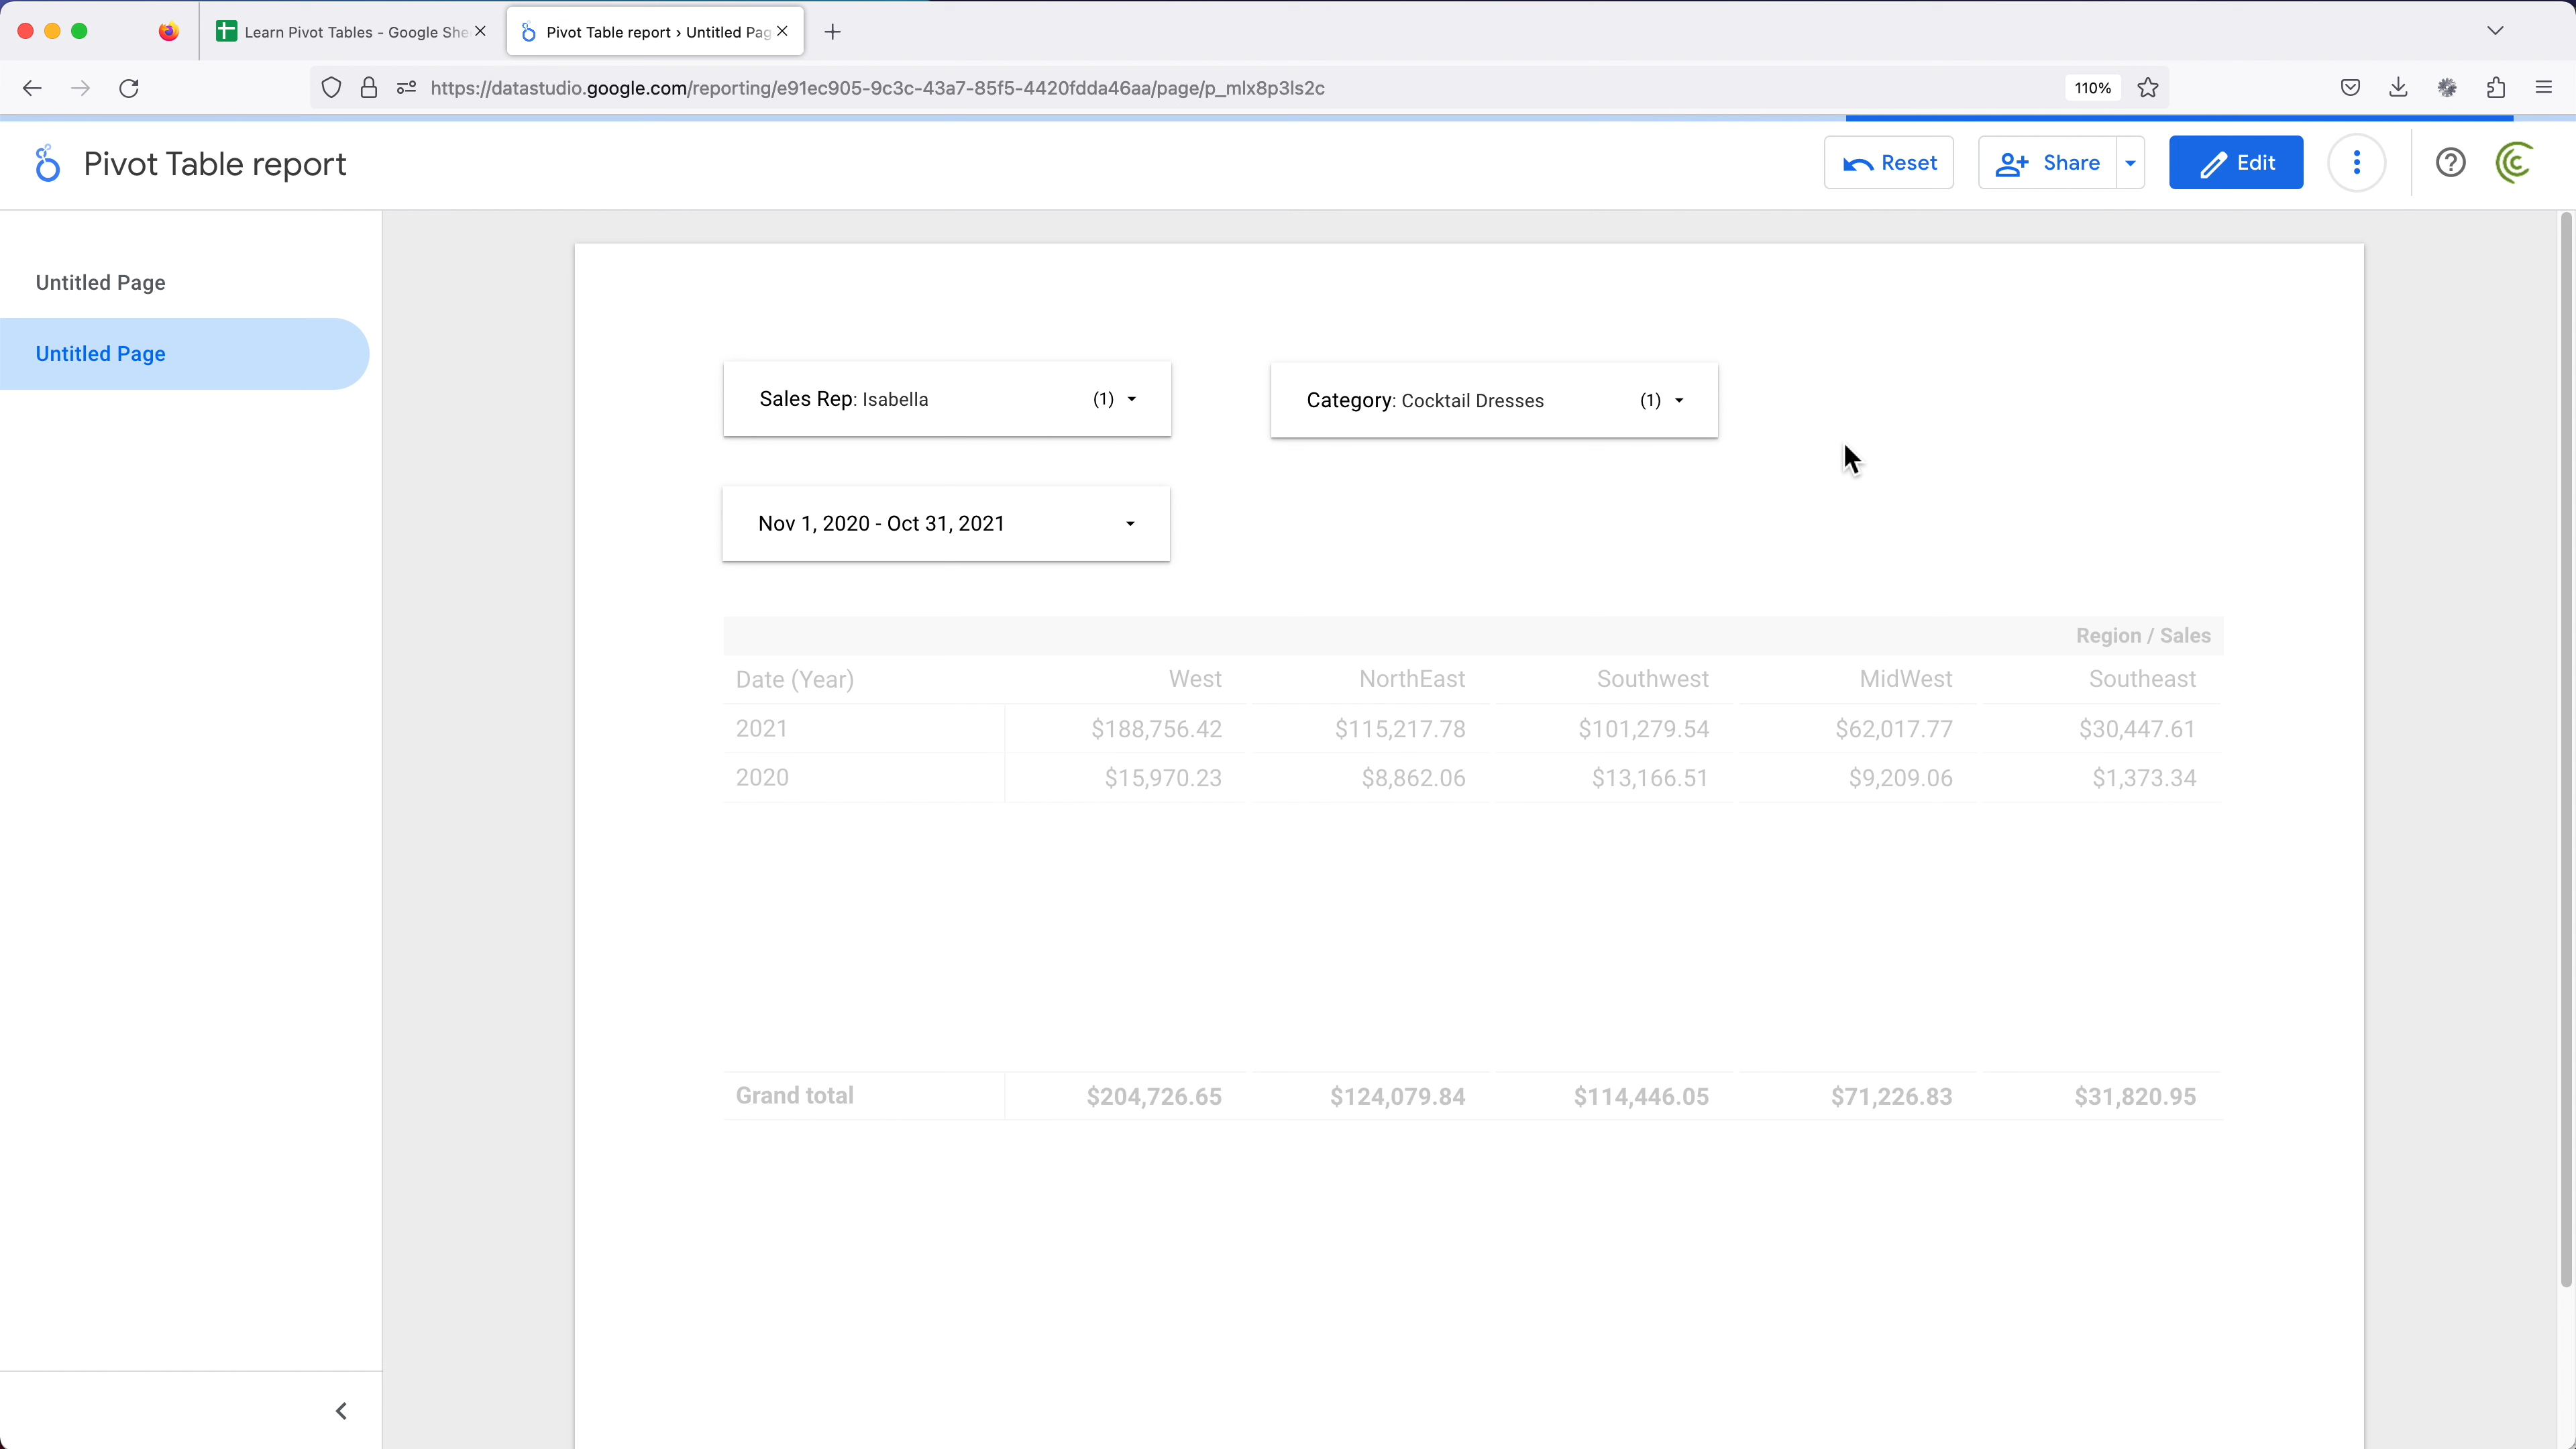 Learn Pivot Tables - Google She
Pivot Table report › Untitled Pag
https://datastudio.google.com/reporting/e91ec905-9c3c-43a7-85f5-4420fdda46aa/page/p_mlx8p3ls2c
110%
Pivot Table report
Reset
Share
Edit
Untitled Page
Untitled Page
Sales Rep: Isabella (1)
Category: Cocktail Dresses (1)
Nov 1, 2020 - Oct 31, 2021
Region / Sales
Date (Year) West NorthEast Southwest MidWest Southeast
2021 $188,756.42 $115,217.78 $101,279.54 $62,017.77 $30,447.61
2020 $15,970.23 $8,862.06 $13,166.51 $9,209.06 $1,373.34
Grand total $204,726.65 $124,079.84 $114,446.05 $71,226.83 $31,820.95